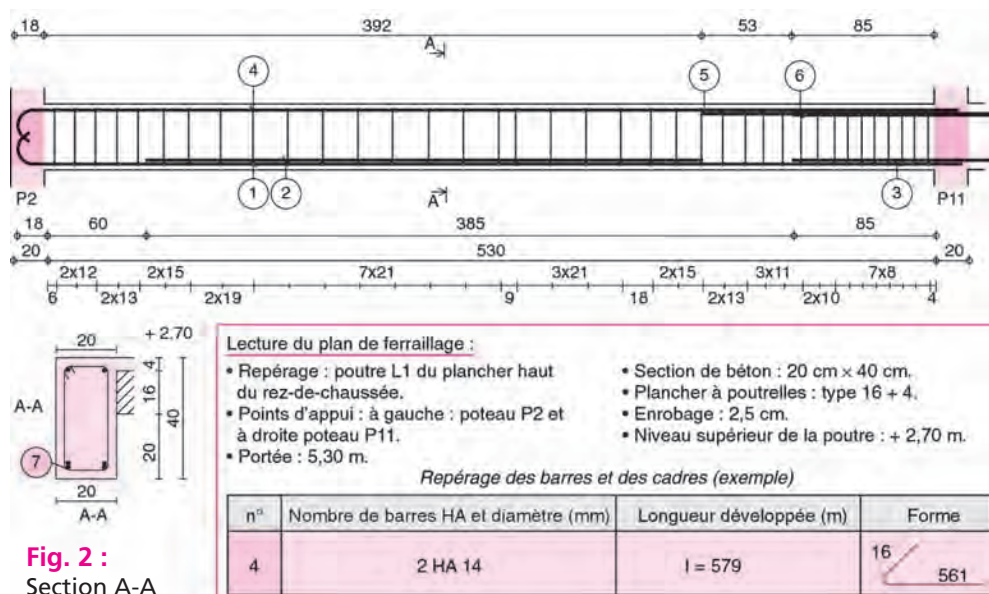 18 392 53 85
A
4 5 6
1 2 A 3
P2 P11
18 60 385 85
20 530 20
2x12 2x15 7x21 3x21 2x15 3x11 7x8
6 2x13 2x19 9 18 2x13 2x10 4
20 + 2,70
4
A-A 16 40
20
7
20
A-A
Fig. 2 :
Section A-A
Lecture du plan de ferraillage :
• Repérage : poutre L1 du plancher haut
du rez-de-chaussée.
• Points d'appui : à gauche : poteau P2 et
à droite poteau P11.
• Portée : 5,30 m.
• Section de béton : 20 cm × 40 cm.
• Plancher à poutrelles : type 16 + 4.
• Enrobage : 2,5 cm.
• Niveau supérieur de la poutre : + 2,70 m.
Repérage des barres et des cadres (exemple)
n° Nombre de barres HA et diamètre (mm) Longueur développée (m) Forme
4 2 HA 14 l = 579 16 561